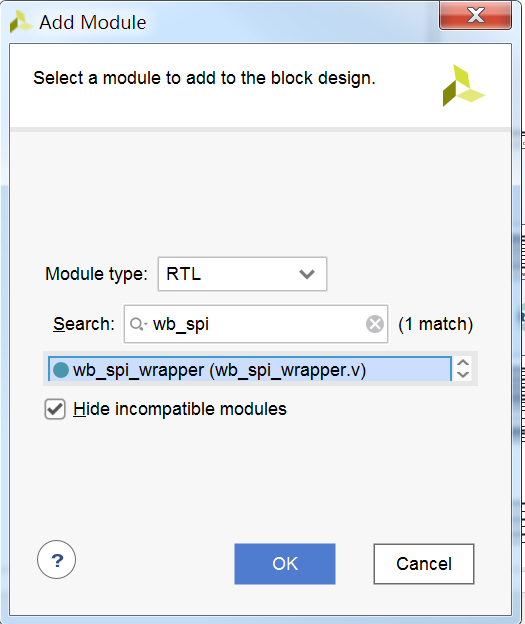 Add Module
Select a module to add to the block design.
Module type: RTL
Search: wb_spi (1 match)
wb_spi_wrapper (wb_spi_wrapper.v)
Hide incompatible modules
? OK Cancel